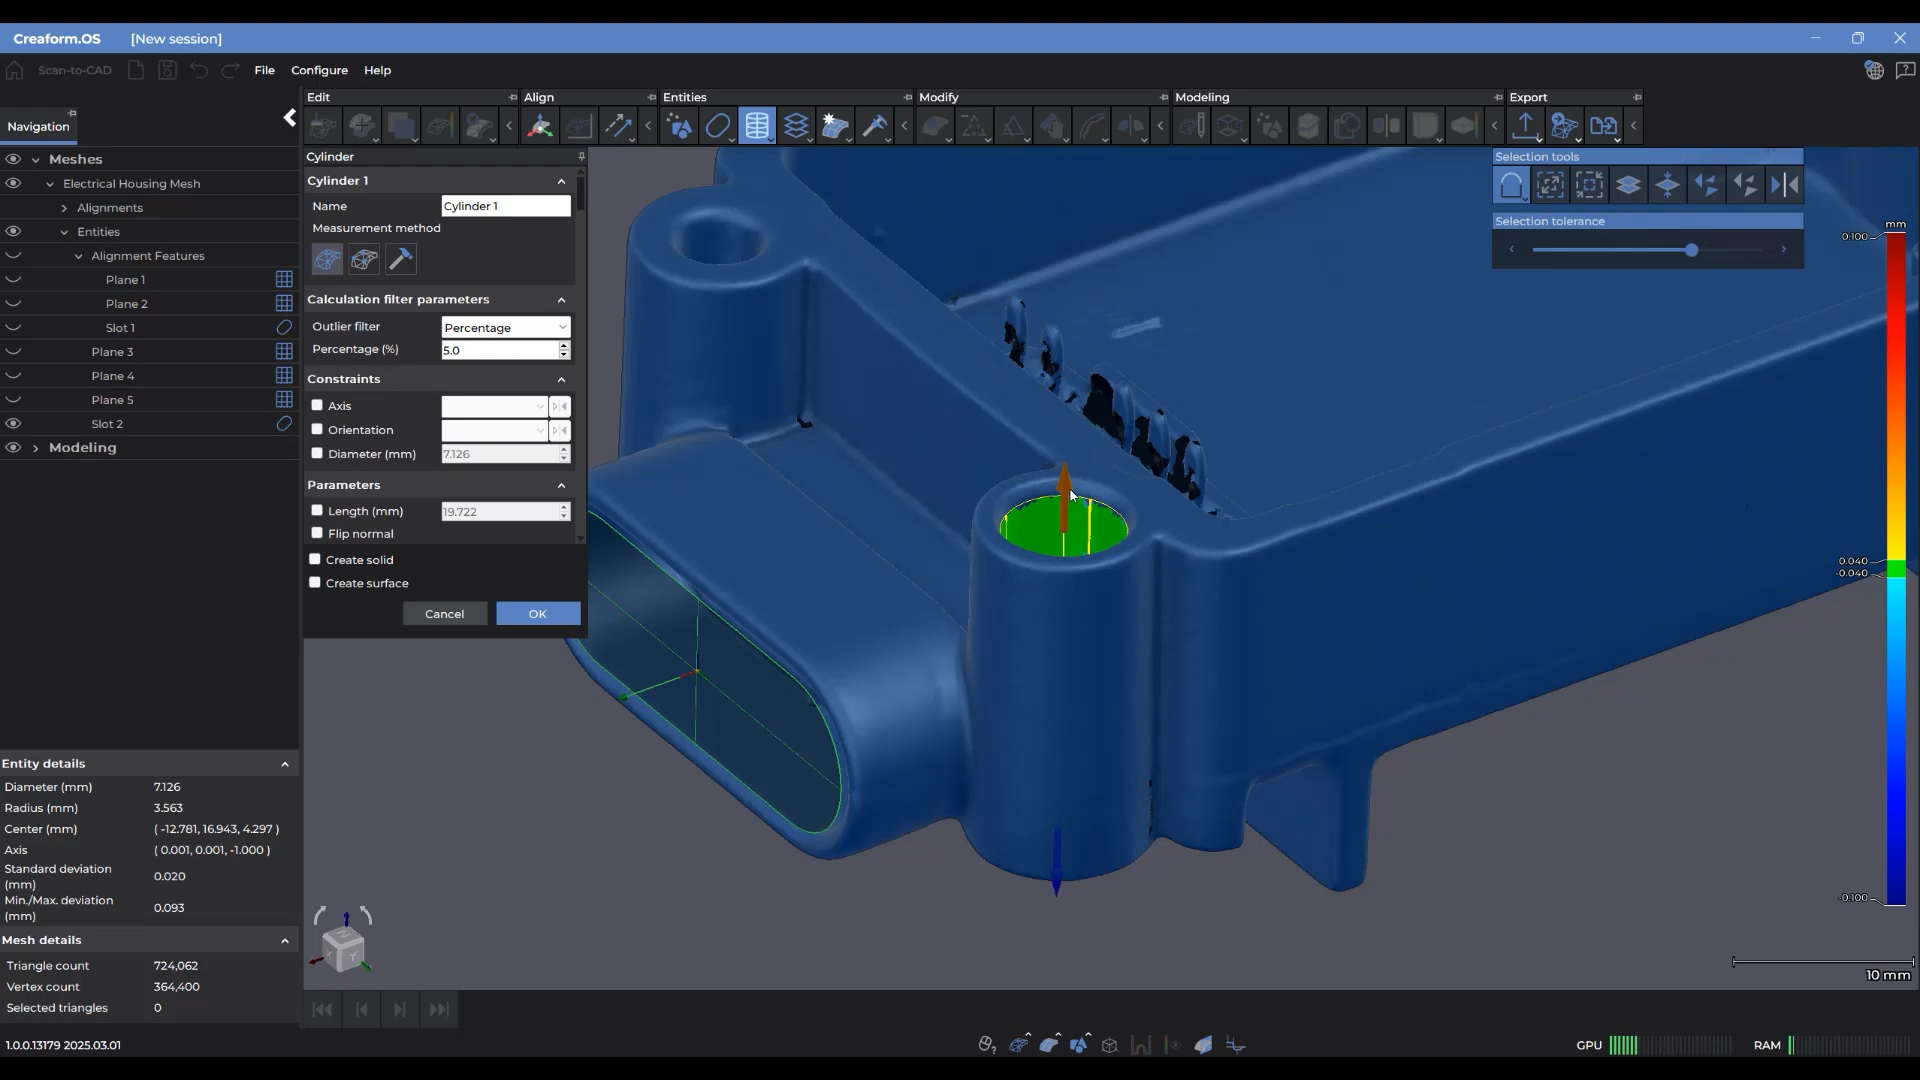 Creaform.OS [New session]
Scan-to-CAD File Configure Help
Edit Align Entities Modify Modeling Export
Navigation
Meshes
Electrical Housing Mesh
Alignments
Entities
Alignment Features
Plane 1
Plane 2
Slot 1
Plane 3
Plane 4
Plane 5
Slot 2
Modeling
Cylinder
Cylinder 1
Name Cylinder 1
Measurement method
Calculation filter parameters
Outlier filter Percentage
Percentage (%) 5.0
Constraints
Axis
Orientation
Diameter (mm) 7.126
Parameters
Length (mm) 19.722
Flip normal
Create solid
Create surface
Cancel OK
Selection tools
Selection tolerance
mm
0.100
0.040
-0.040
-0.100
10 mm
Entity details
Diameter (mm) 7.126
Radius (mm) 3.563
Center (mm) ( -12.781, 16.943, 4.297 )
Axis ( 0.001, 0.001, -1.000 )
Standard deviation
(mm) 0.020
Min./Max. deviation
(mm) 0.093
Mesh details
Triangle count 724,062
Vertex count 364,400
Selected triangles 0
1.0.0.13179 2025.03.01
GPU RAM